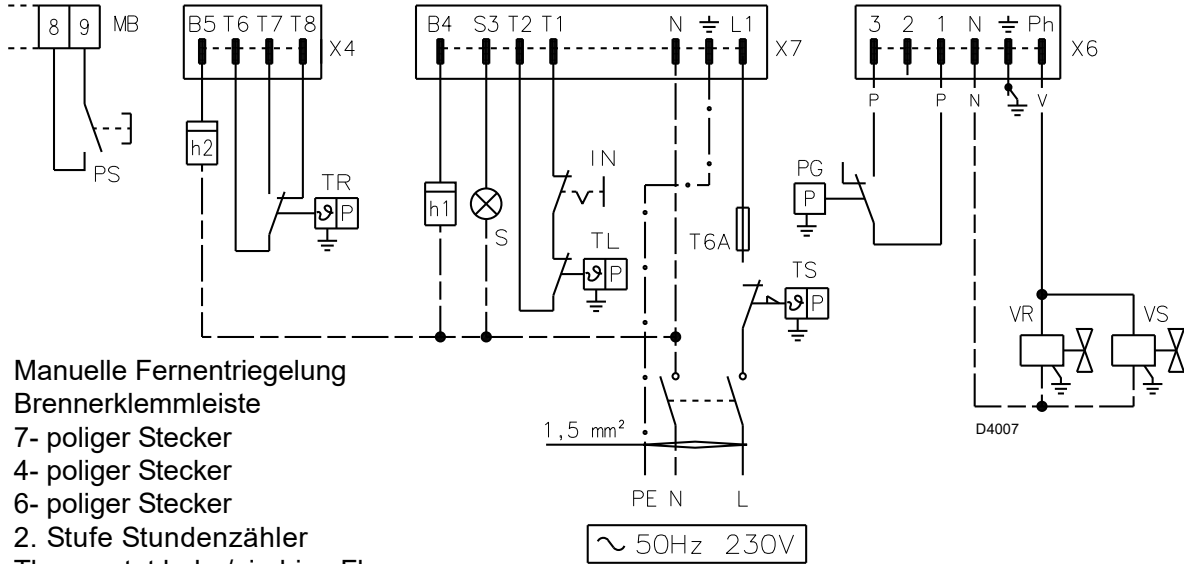 8 9 MB
B5 T6 T7 T8 X4
B4 S3 T2 T1 N L1 X7
3 2 1 N Ph X6
P P N V
PS
h2
TR
ϑ P
h1
S
IN
TL
ϑ P
T6A
TS
ϑ P
PG
P
VR VS
D4007
1,5 mm²
PE N L
~ 50Hz 230V
Manuelle Fernentriegelung
Brennerklemmleiste
7- poliger Stecker
4- poliger Stecker
6- poliger Stecker
2. Stufe Stundenzähler